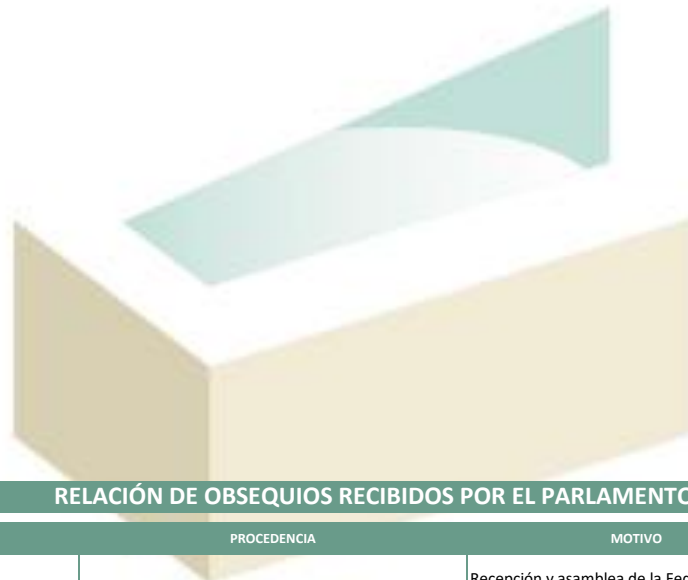 RELACIÓN DE OBSEQUIOS RECIBIDOS POR EL PARLAMENTO
PROCEDENCIA MOTIVO
Recepción y asamblea de la